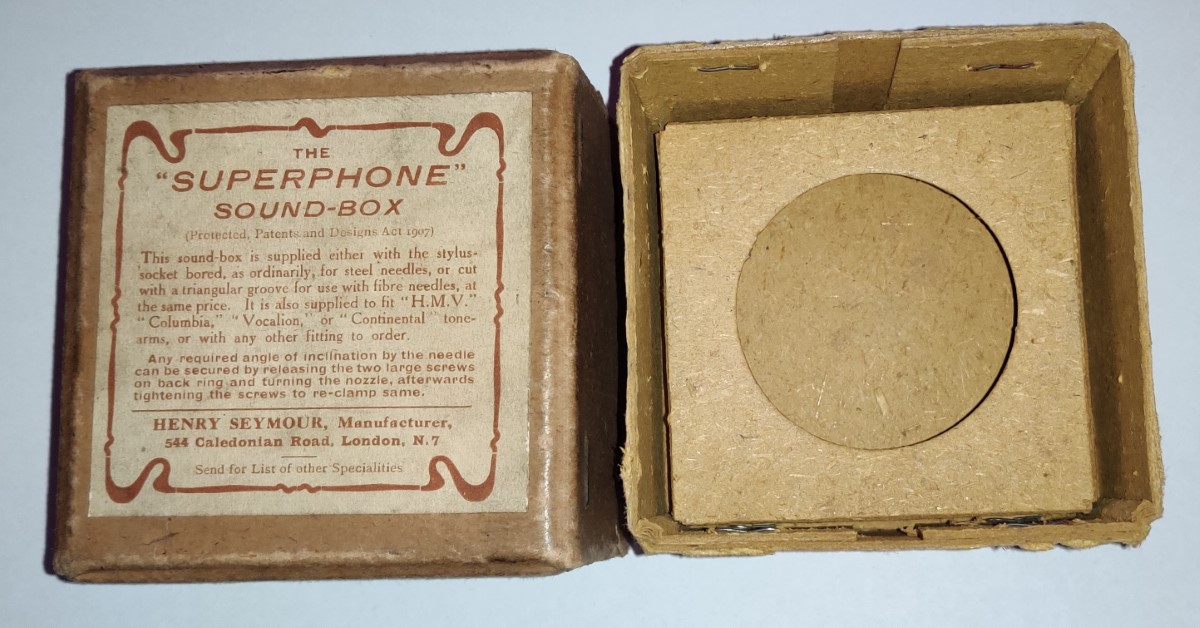 THE
"SUPERPHONE"
SOUND-BOX
(Protected, Patents and Designs Act 1907)
This sound-box is supplied either with the stylus-
socket bored, as ordinarily, for steel needles, or cut
with a triangular groove for use with fibre needles, at
the same price. It is also supplied to fit "H.M.V."
"Columbia," "Vocalion," or "Continental" tone-
arms, or with any other fitting to order.
Any required angle of inclination by the needle
can be secured by releasing the two large screws
on back ring and turning the nozzle, afterwards
tightening the screws to re-clamp same.
HENRY SEYMOUR, Manufacturer,
544 Caledonian Road, London, N.7
Send for List of other Specialities